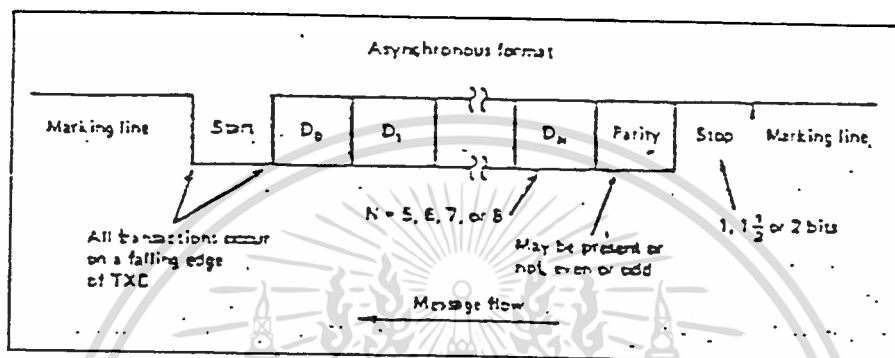 Asynchronous format
Marking line Start D0 D1 DN Parity Stop Marking line
N = 5, 6, 7, or 8
1, 1 1/2 or 2 bits
All transactions occur
on a falling edge
of TXC
May be present or
not even or odd
Message flow